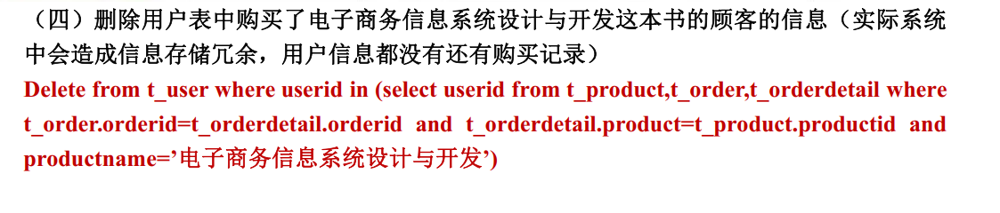 （四）删除用户表中购买了电子商务信息系统设计与开发这本书的顾客的信息（实际系统
中会造成信息存储冗余，用户信息都没有还有购买记录）
Delete from t_user where userid in (select userid from t_product,t_order,t_orderdetail where
t_order.orderid=t_orderdetail.orderid and t_orderdetail.product=t_product.productid and
productname=’电子商务信息系统设计与开发’)